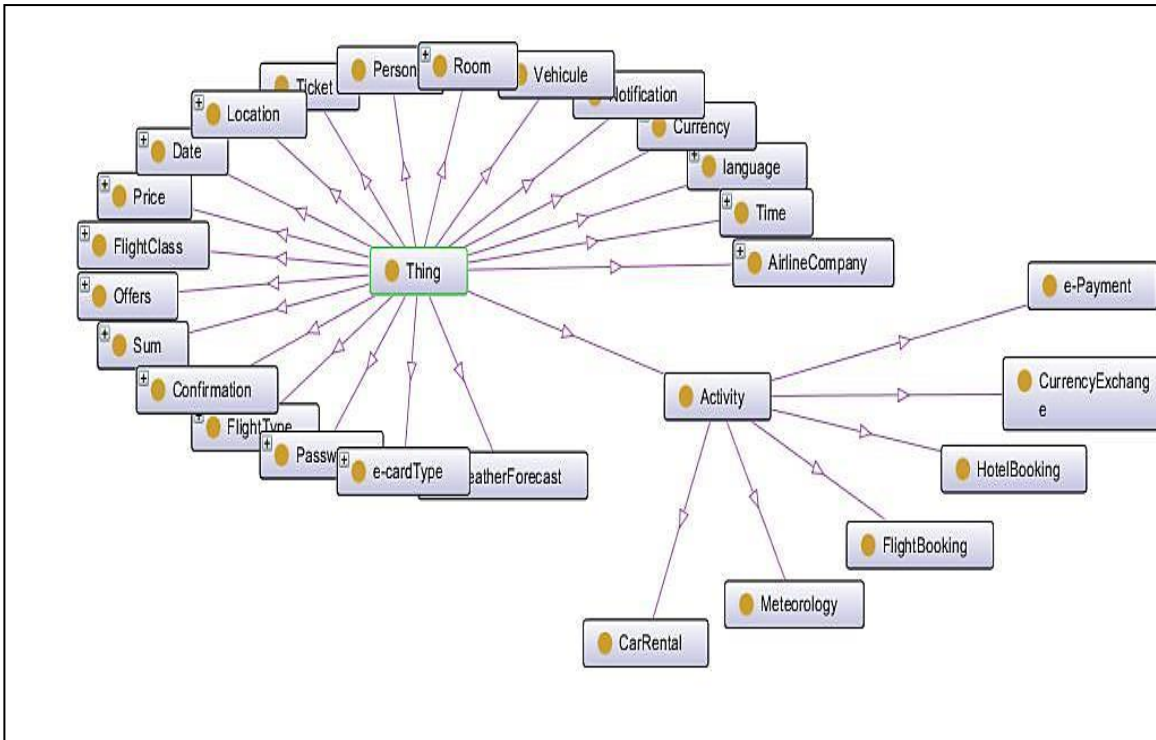 Person
Room
Vehicule
Ticket
Notification
Location
Currency
Date
language
Price
Time
FlightClass
AirlineCompany
Thing
e-Payment
Offers
Sum
CurrencyExchang
e
Confirmation
Activity
FlightType
HotelBooking
e-cardType
FlightBooking
Meteorology
CarRental